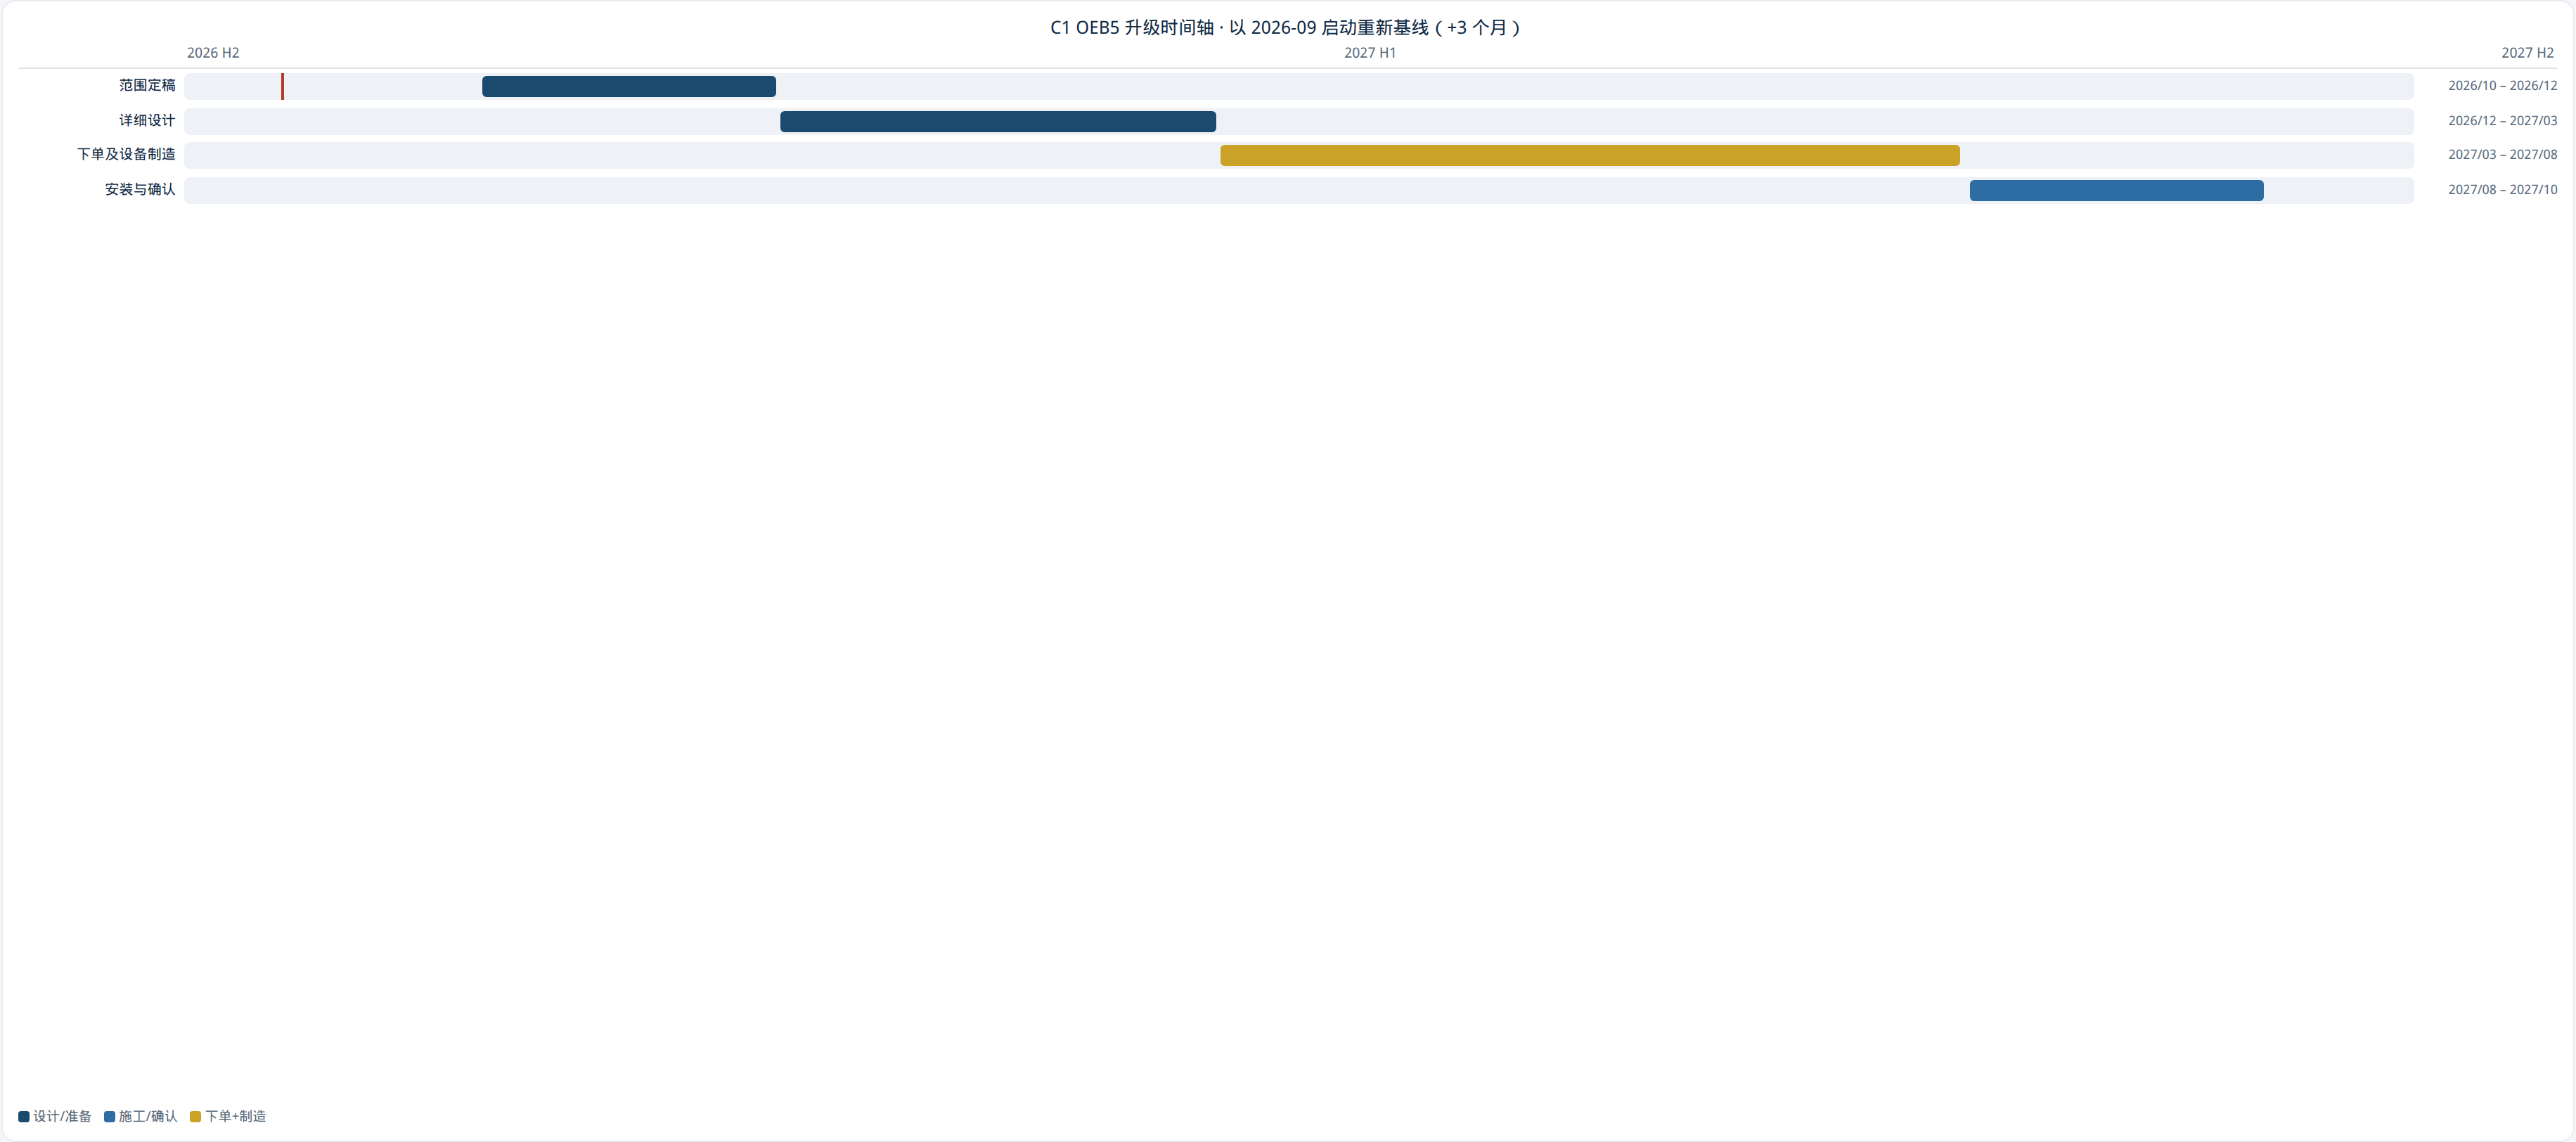 C1 OEB5 升级时间轴 · 以 2026-09 启动重新基线（+3 个月）
2026 H2 2027 H1 2027 H2
范围定稿 2026/10 – 2026/12
详细设计 2026/12 – 2027/03
下单及设备制造 2027/03 – 2027/08
安装与确认 2027/08 – 2027/10
设计/准备 施工/确认 下单+制造